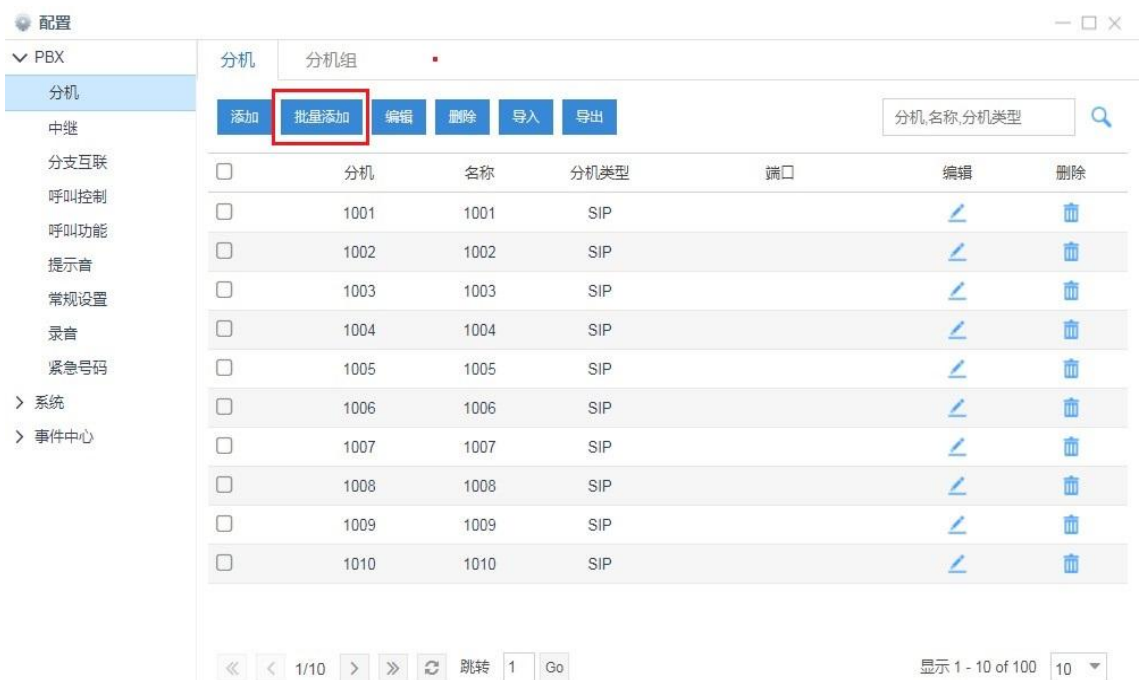 配置
PBX
分机
中继
分支互联
呼叫控制
呼叫功能
提示音
常规设置
录音
紧急号码
系统
事件中心
分机 分机组
添加 批量添加 编辑 删除 导入 导出 分机,名称,分机类型
分机 名称 分机类型 端口 编辑 删除
1001 1001 SIP
1002 1002 SIP
1003 1003 SIP
1004 1004 SIP
1005 1005 SIP
1006 1006 SIP
1007 1007 SIP
1008 1008 SIP
1009 1009 SIP
1010 1010 SIP
1/10 跳转 1 Go 显示 1 - 10 of 100 10